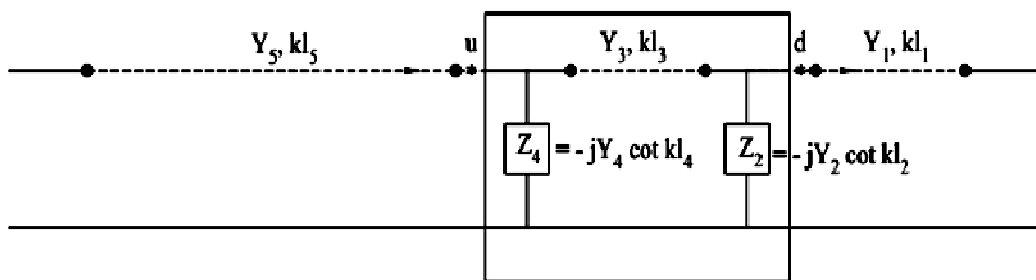 Y₅, kl₅
u
Y₃, kl₃
d
Y₁, kl₁
Z₄ = -jY₄ cot kl₄
Z₂ = -jY₂ cot kl₂